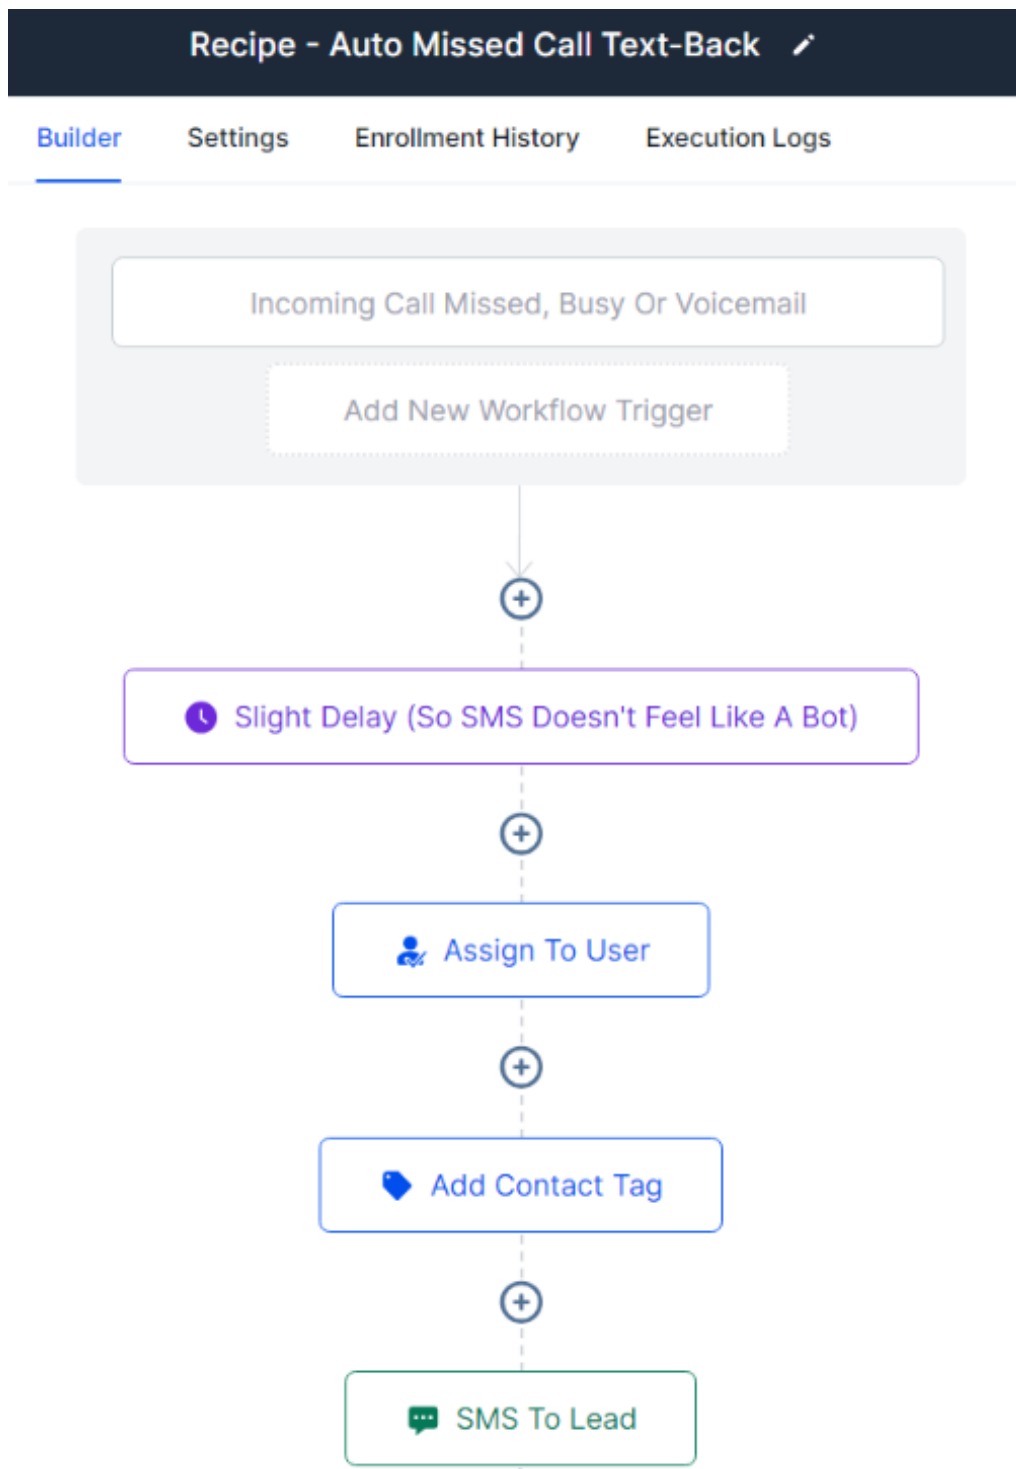 Recipe - Auto Missed Call Text-Back
Builder Settings Enrollment History Execution Logs
Incoming Call Missed, Busy Or Voicemail
Add New Workflow Trigger
Slight Delay (So SMS Doesn't Feel Like A Bot)
Assign To User
Add Contact Tag
SMS To Lead